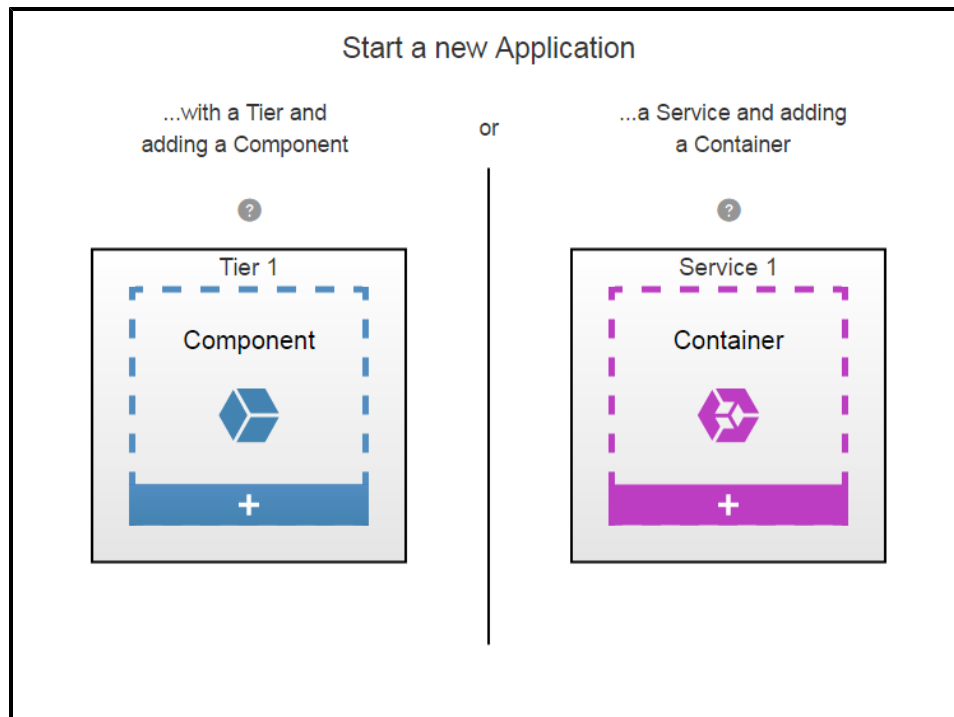 Start a new Application
...with a Tier and
adding a Component
or
...a Service and adding
a Container
?
?
Tier 1
Component
+
Service 1
Container
+